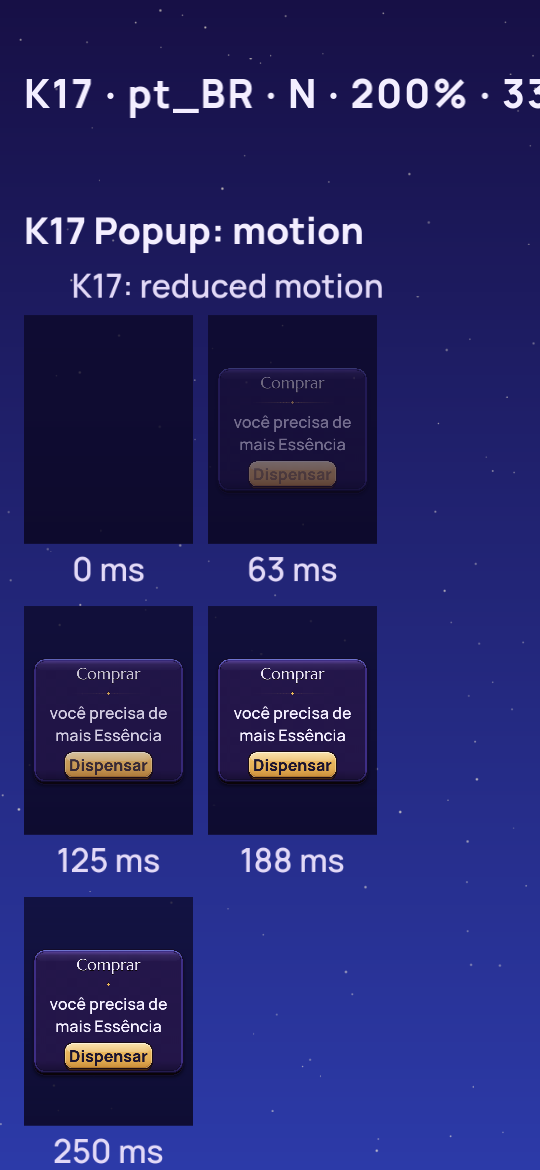 K17 · pt_BR · N · 200% · 33
K17 Popup: motion
K17: reduced motion
Comprar
você precisa de
mais Essência
Dispensar
0 ms
63 ms
Comprar
você precisa de
mais Essência
Dispensar
Comprar
você precisa de
mais Essência
Dispensar
125 ms
188 ms
Comprar
você precisa de
mais Essência
Dispensar
250 ms